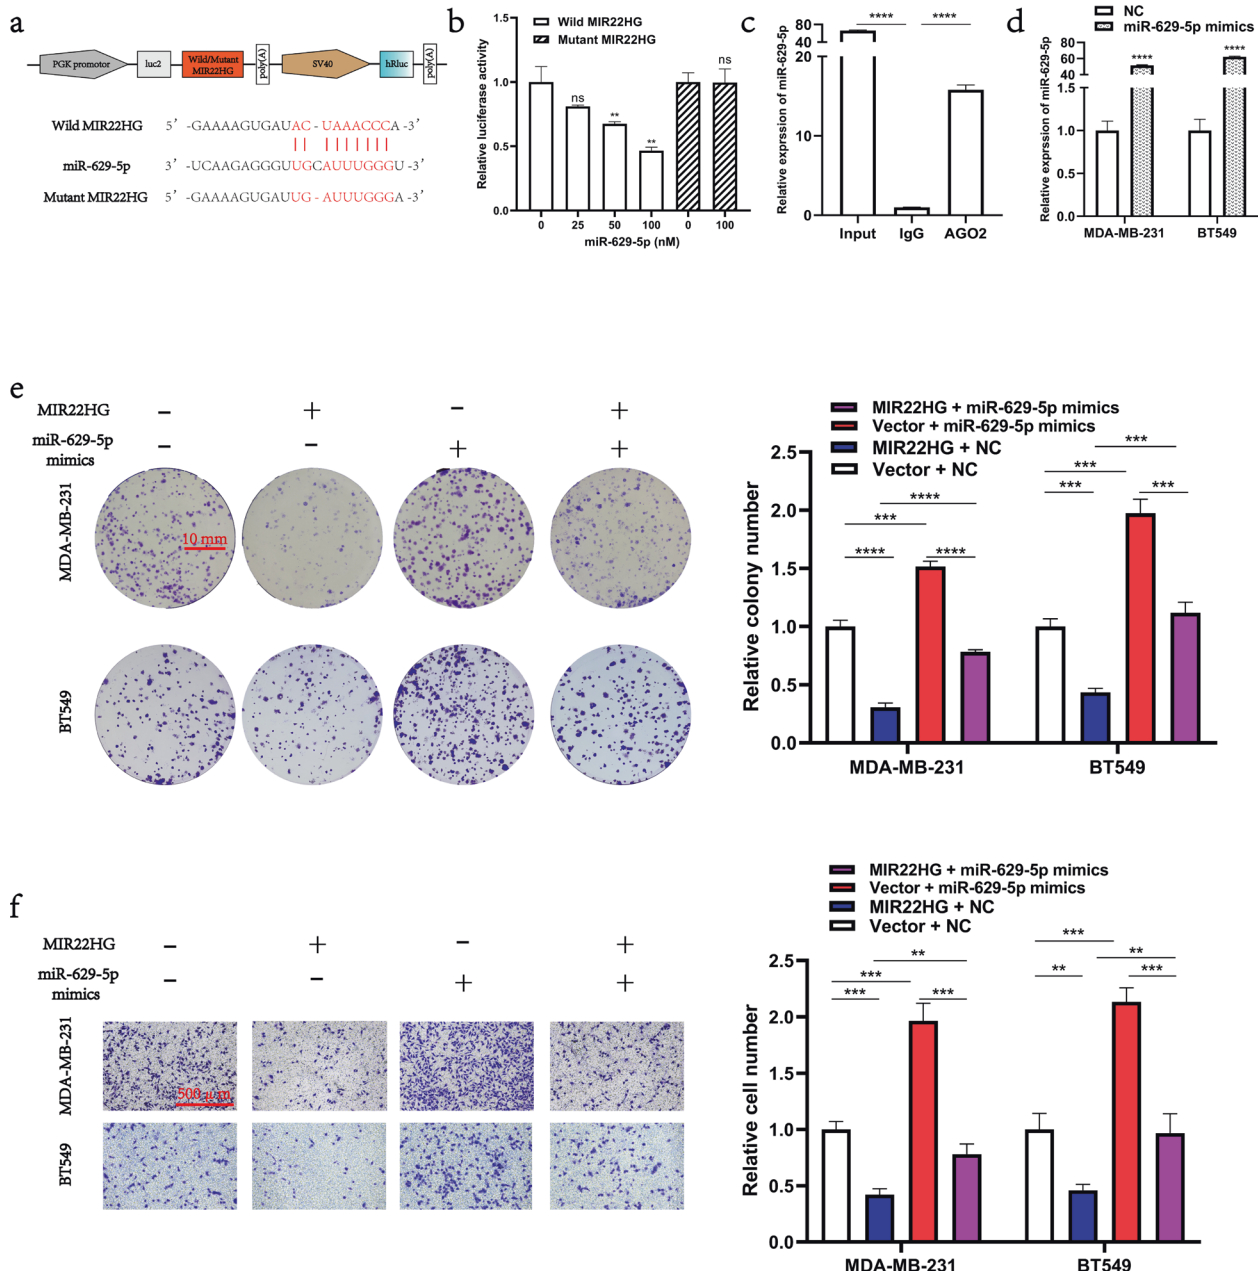 a
PGK promotor
luc2
Wild/Mutant
MIR22HG
poly(A)
SV40
hRluc
poly(A)
Wild MIR22HG 5' -GAAAAGUGAUAC - UAAACCCA -3'
miR-629-5p 3' -UCAAGAGGGUUGCAUUUGGGU -5'
Mutant MIR22HG 5' -GAAAAGUGAUUG - AUUUGGGA -3'
b
Wild MIR22HG
Mutant MIR22HG
Relative luciferase activity
1.5
1.0
0.5
0.0
ns
**
**
ns
0 25 50 100 0 100
miR-629-5p (nM)
c
Relative exprssion of miR-629-5p
80
40
20
10
0
**** ****
Input IgG AGO2
d
NC
miR-629-5p mimics
Relative exprssion of miR-629-5p
80
60
40
1.5
1.0
0.5
0.0
**** ****
MDA-MB-231 BT549
e
MIR22HG - + - +
miR-629-5p
mimics
- - + +
MDA-MB-231
10 mm
BT549
MIR22HG + miR-629-5p mimics
Vector + miR-629-5p mimics
MIR22HG + NC
Vector + NC
Relative colony number
2.5
2.0
1.5
1.0
0.5
0.0
****
***
**** ****
***
***
*** ***
MDA-MB-231 BT549
f
MIR22HG - + - +
miR-629-5p
mimics
- - + +
MDA-MB-231
500 μ m
BT549
MIR22HG + miR-629-5p mimics
Vector + miR-629-5p mimics
MIR22HG + NC
Vector + NC
Relative cell number
2.5
2.0
1.5
1.0
0.5
0.0
**
***
*** ***
***
**
** ***
MDA-MB-231 BT549